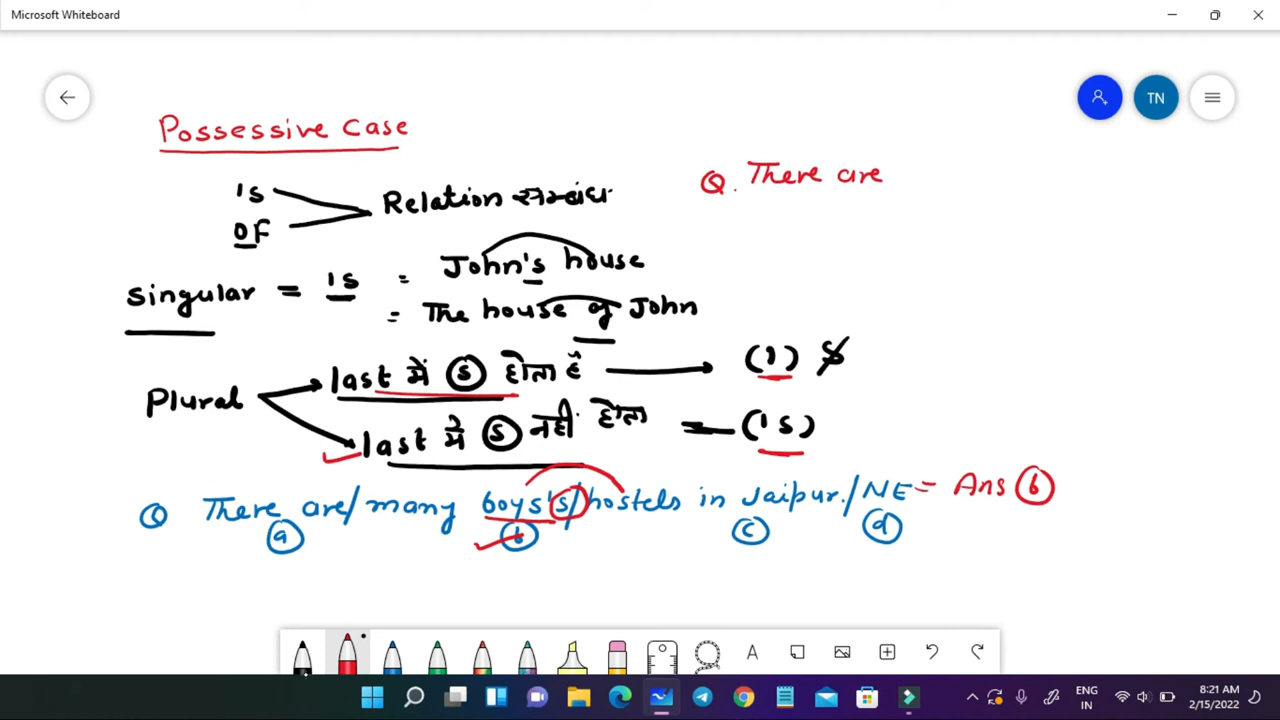 Microsoft Whiteboard
TN
Possessive Case
's
OF
Relation सम्बंध
Q. There are
singular = 's = John's house
= The house of John
Plural
last में s होता है (') s
last मे s नही होता = ('s)
Q There are/many boys's/hostels in Jaipur./NE = Ans b
a b c d
A
ENG
IN
8:21 AM
2/15/2022